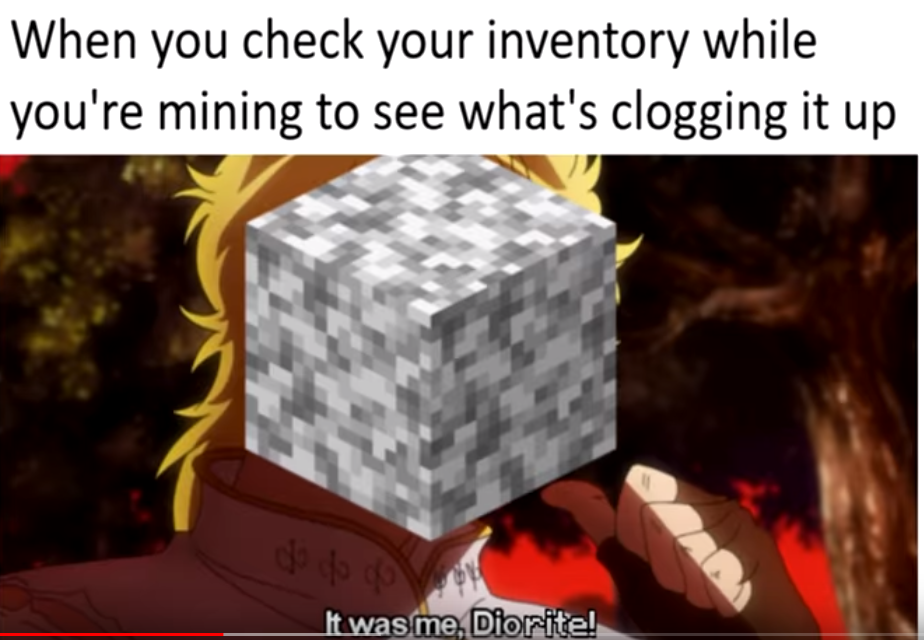 When you check your inventory while
you're mining to see what's clogging it up
It was me, Diorite!